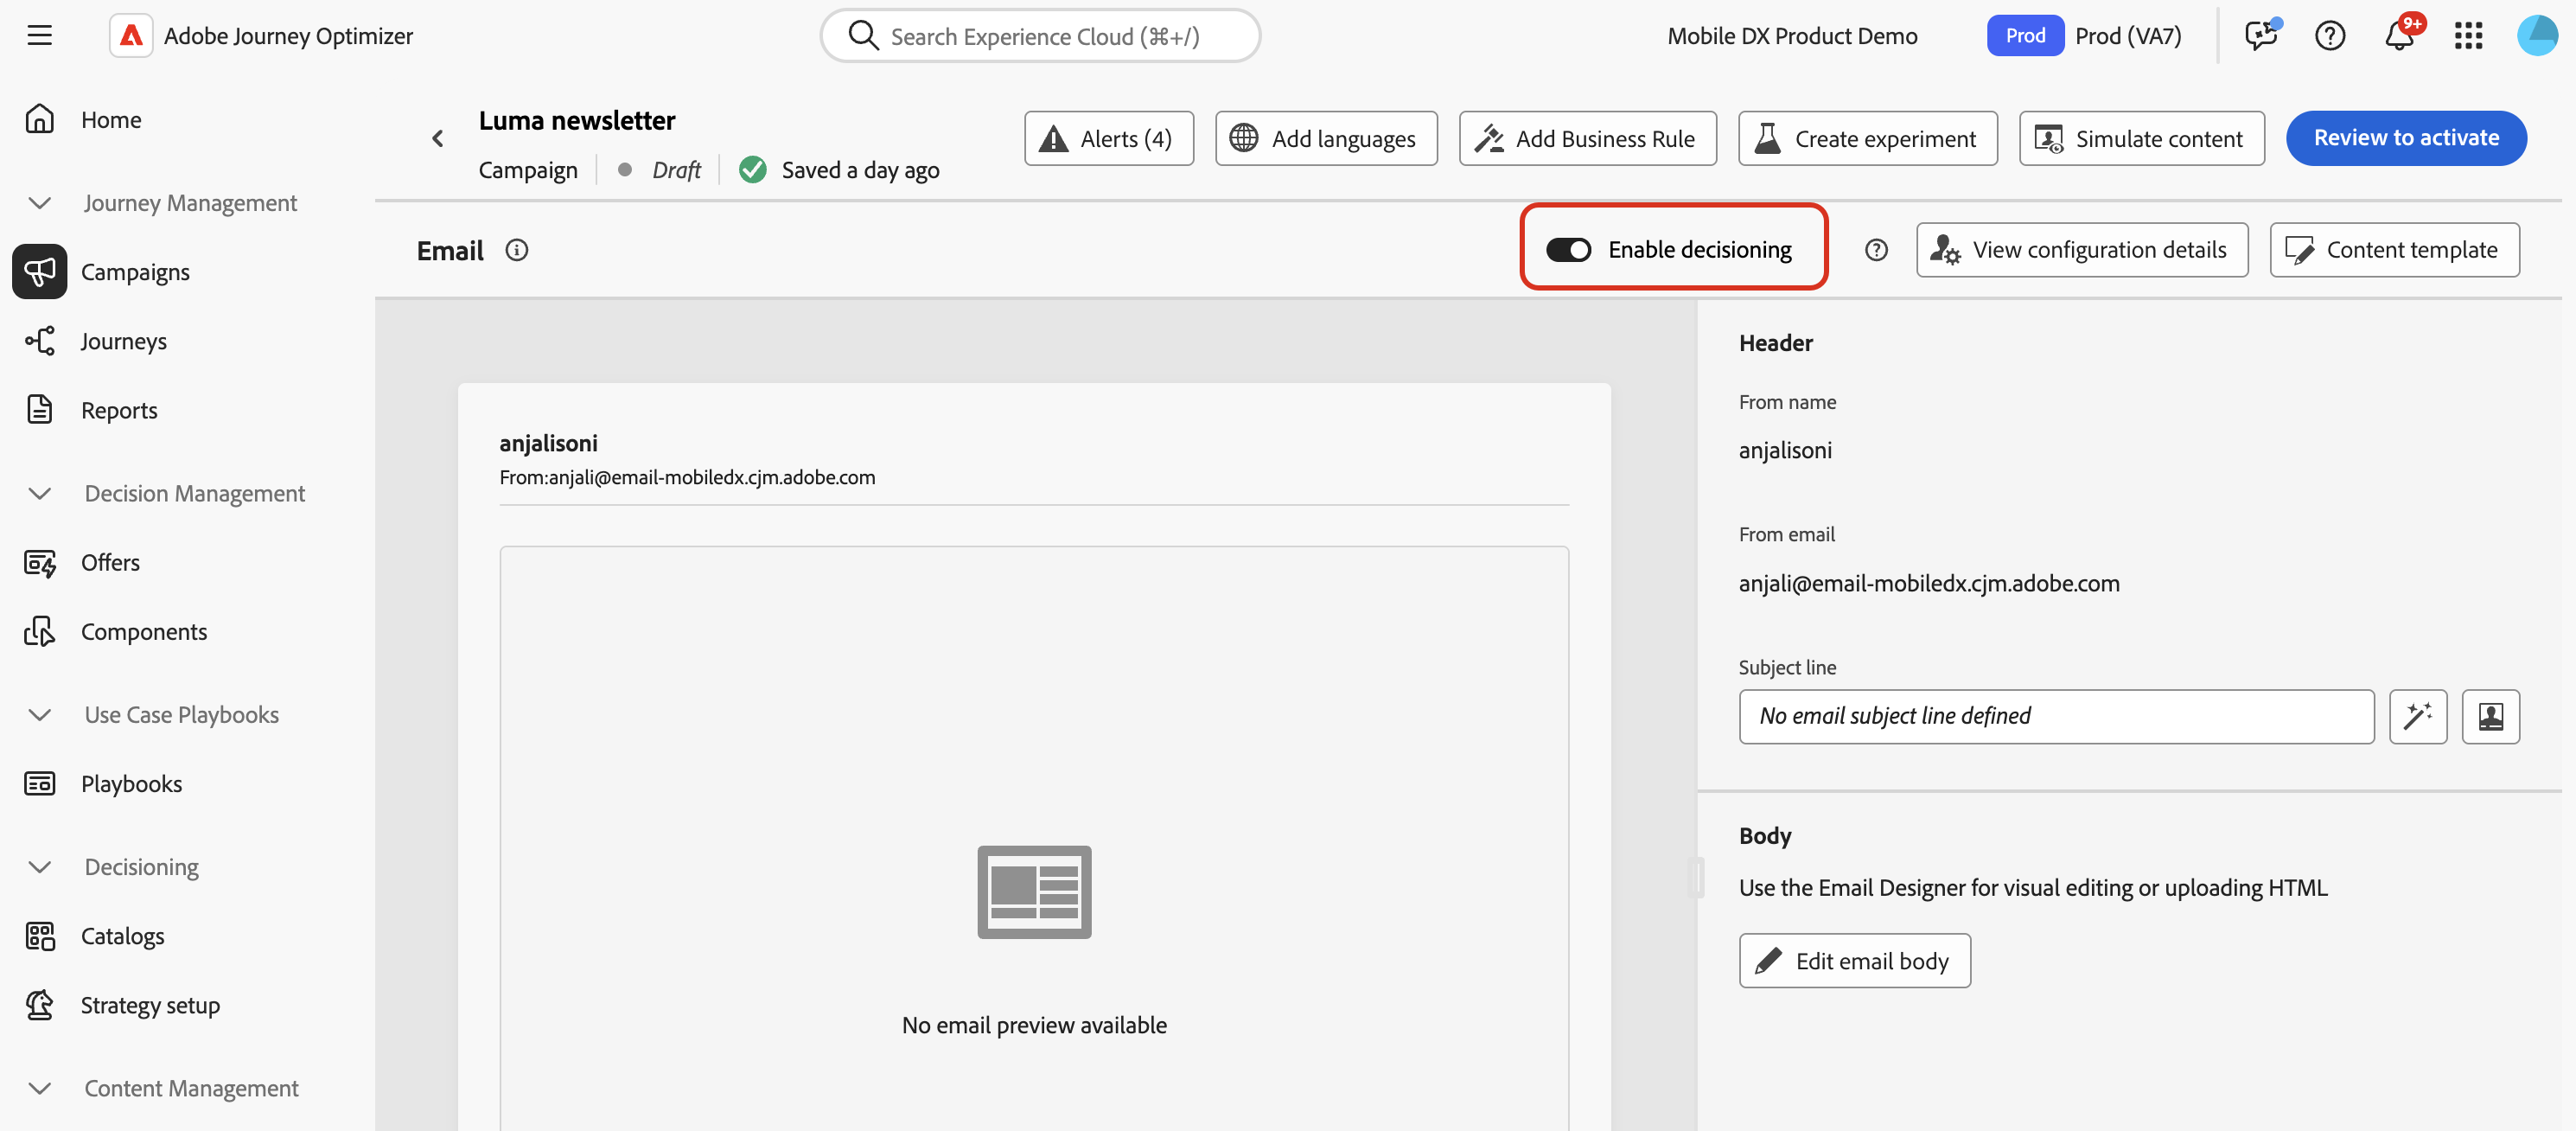 Adobe Journey Optimizer
Search Experience Cloud (⌘+/)
Mobile DX Product Demo
Prod
Prod (VA7)
9+
Home
Journey Management
Campaigns
Journeys
Reports
Decision Management
Offers
Components
Use Case Playbooks
Playbooks
Decisioning
Catalogs
Strategy setup
Content Management
Luma newsletter
Campaign
Draft
Saved a day ago
Alerts (4)
Add languages
Add Business Rule
Create experiment
Simulate content
Review to activate
Email
Enable decisioning
View configuration details
Content template
anjalisoni
From:anjali@email-mobiledx.cjm.adobe.com
No email preview available
Header
From name
anjalisoni
From email
anjali@email-mobiledx.cjm.adobe.com
Subject line
No email subject line defined
Body
Use the Email Designer for visual editing or uploading HTML
Edit email body